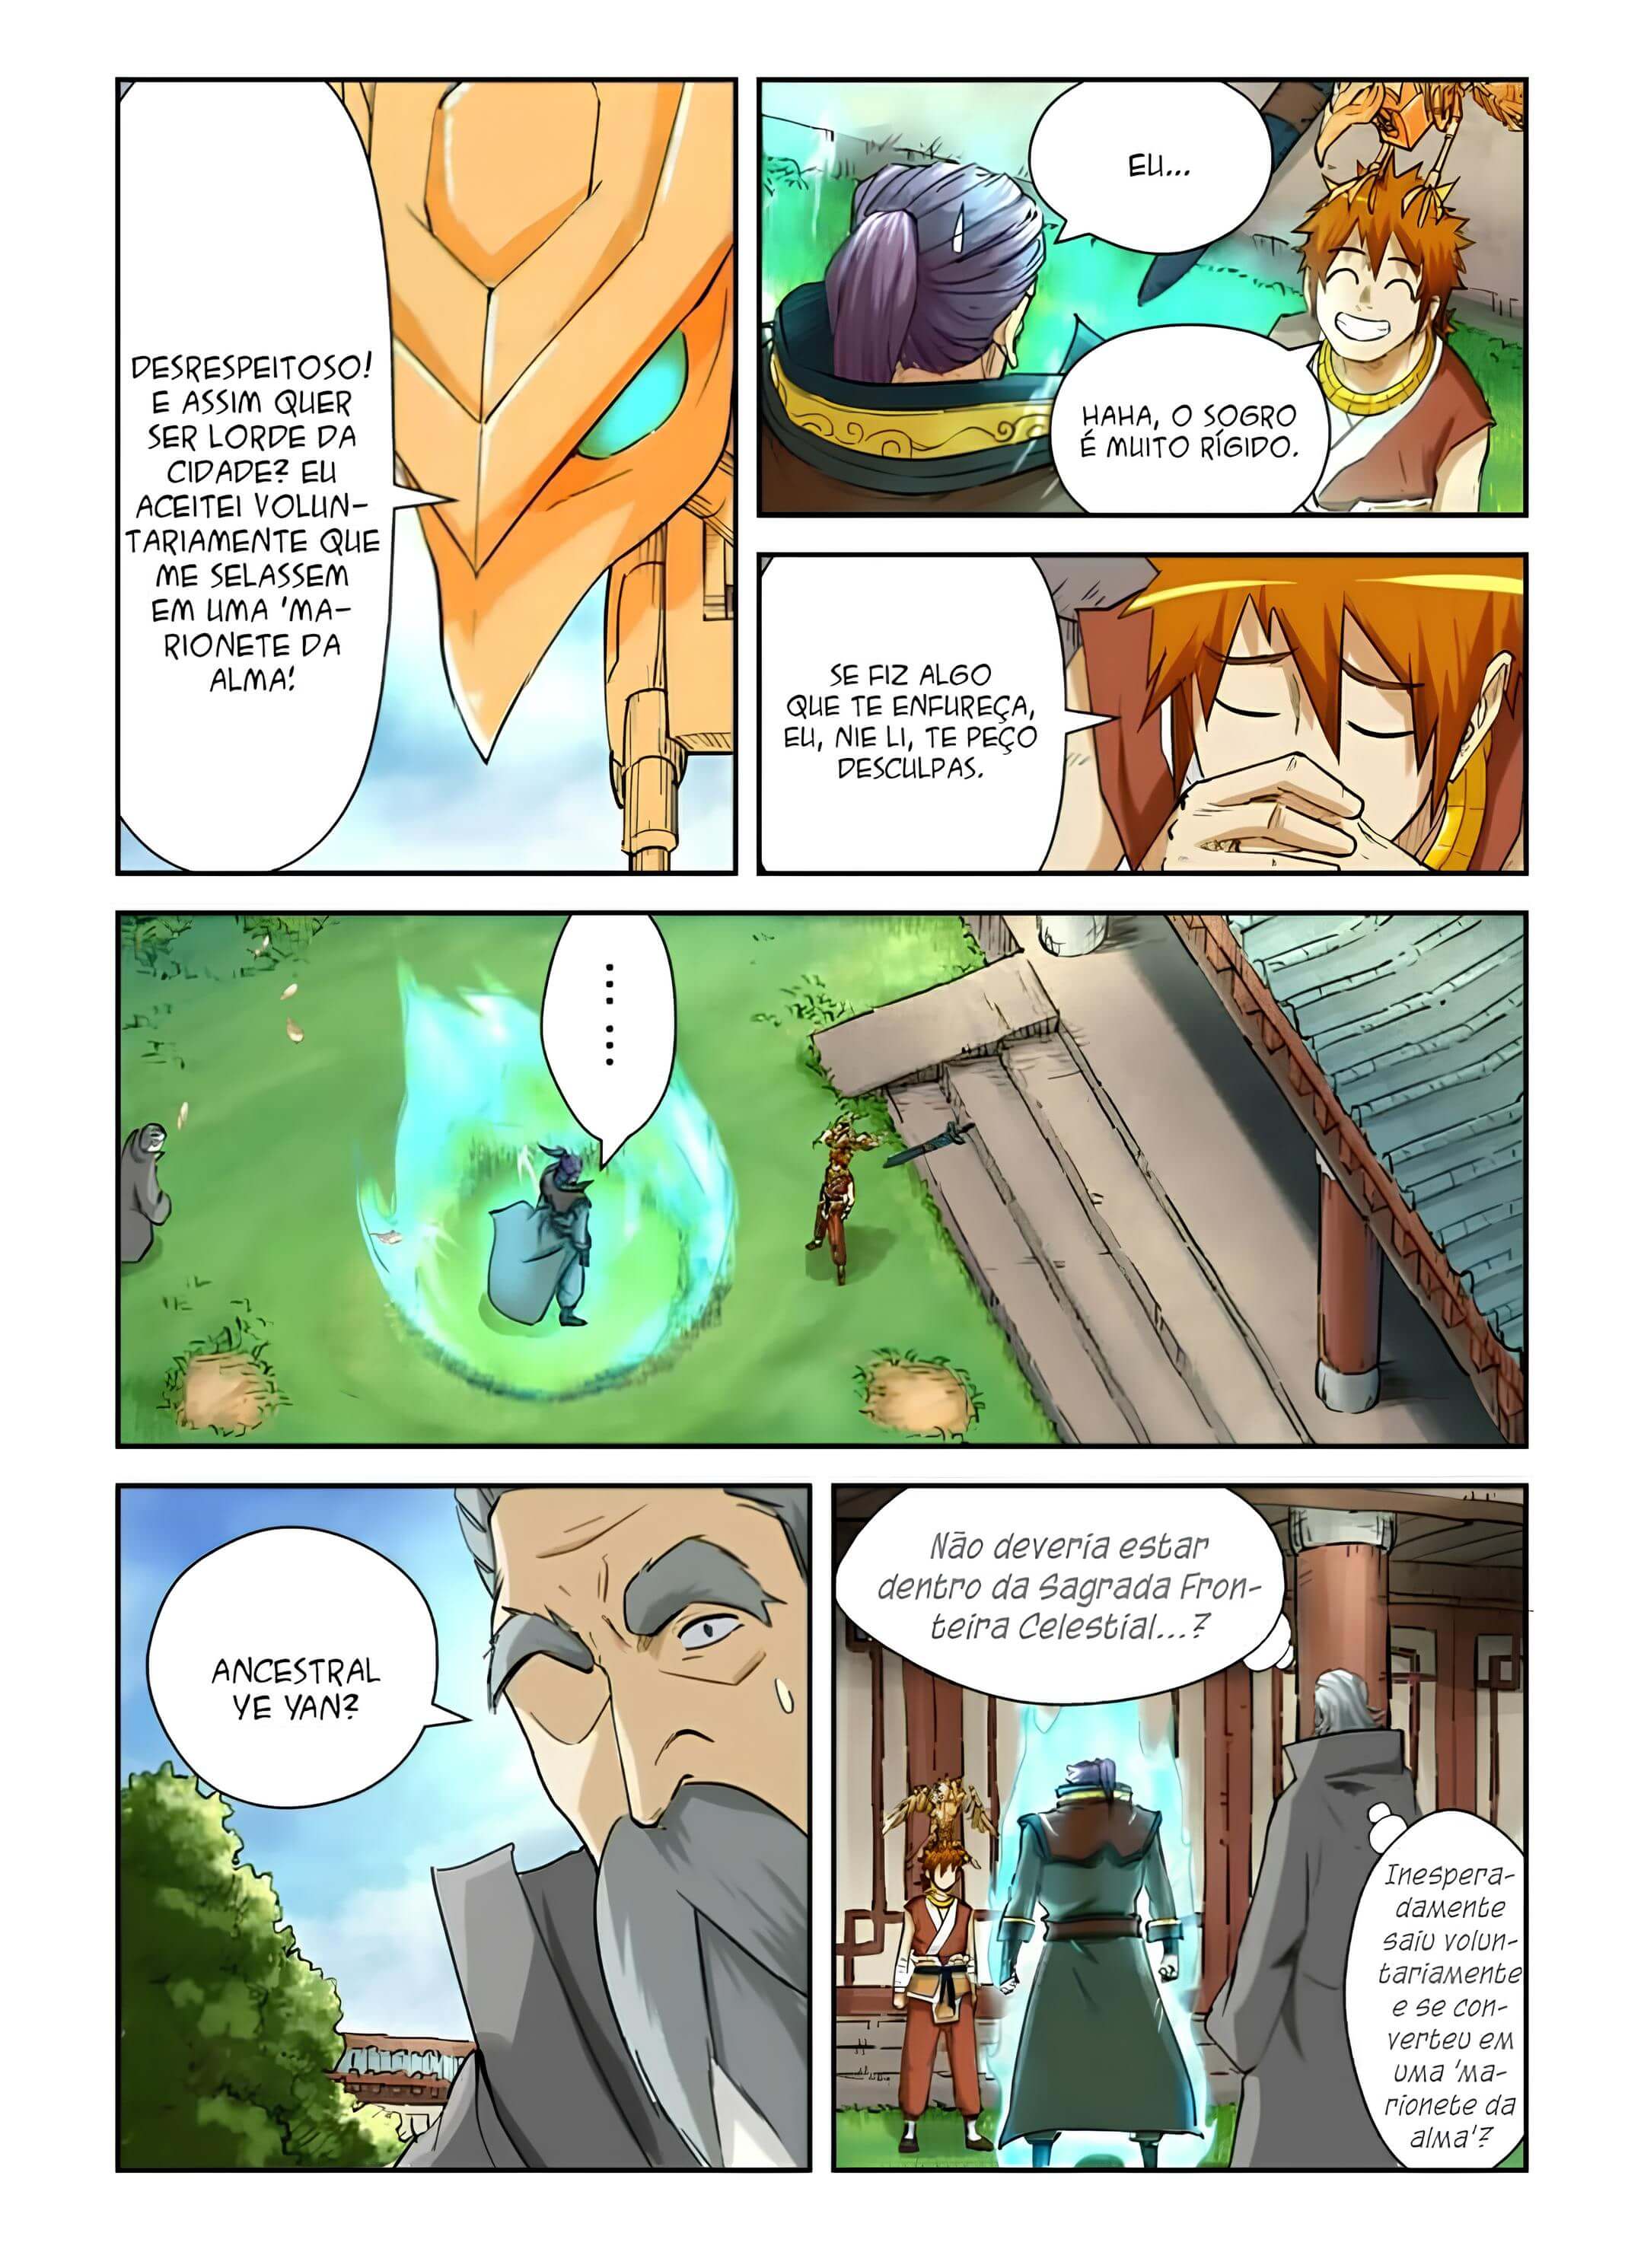 DESRESPEITOSO!
E ASSIM QUER
SER LORDE DA
CIDADE? EU
ACEITEI VOLUN-
TARIAMENTE QUE
ME SELASSEM
EM UMA 'MA-
RIONETE DA
ALMA'.
EU...
HAHA, O SOGRO
É MUITO RÍGIDO.
SE FIZ ALGO
QUE TE ENFUREÇA,
EU, NIE LI, TE PEÇO
DESCULPAS.
......
ANCESTRAL
YE YAN?
Não deveria estar
dentro da Sagrada Fron-
teira Celestial...?
Inespera-
damente
saiu volun-
tariamente
e se con-
verteu em
uma 'ma-
rionete da
alma'?